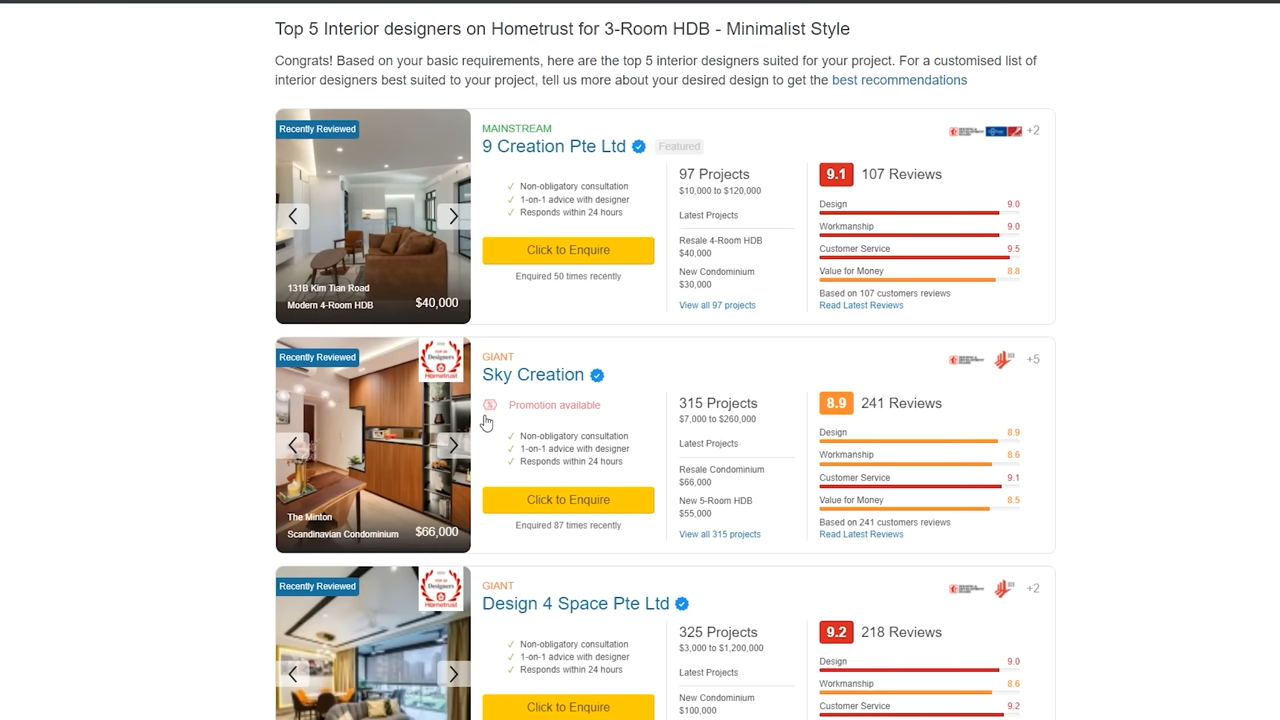 Top 5 Interior designers on Hometrust for 3-Room HDB - Minimalist Style
Congrats! Based on your basic requirements, here are the top 5 interior designers suited for your project. For a customised list of
interior designers best suited to your project, tell us more about your desired design to get the best recommendations
Recently Reviewed
131B Kim Tian Road
Modern 4-Room HDB
$40,000
MAINSTREAM
9 Creation Pte Ltd
Featured
✓ Non-obligatory consultation
✓ 1-on-1 advice with designer
✓ Responds within 24 hours
Click to Enquire
Enquired 50 times recently
97 Projects
$10,000 to $120,000
Latest Projects
Resale 4-Room HDB
$40,000
New Condominium
$30,000
View all 97 projects
+2
9.1 107 Reviews
Design 9.0
Workmanship 9.0
Customer Service 9.5
Value for Money 8.8
Based on 107 customers reviews
Read Latest Reviews
Recently Reviewed
Designers
Hometrust
The Minton
Scandinavian Condominium
$66,000
GIANT
Sky Creation
Promotion available
✓ Non-obligatory consultation
✓ 1-on-1 advice with designer
✓ Responds within 24 hours
Click to Enquire
Enquired 87 times recently
315 Projects
$7,000 to $260,000
Latest Projects
Resale Condominium
$66,000
New 5-Room HDB
$55,000
View all 315 projects
+5
8.9 241 Reviews
Design 8.9
Workmanship 8.6
Customer Service 9.1
Value for Money 8.5
Based on 241 customers reviews
Read Latest Reviews
Recently Reviewed
Designers
Hometrust
GIANT
Design 4 Space Pte Ltd
✓ Non-obligatory consultation
✓ 1-on-1 advice with designer
✓ Responds within 24 hours
Click to Enquire
325 Projects
$3,000 to $1,200,000
Latest Projects
New Condominium
$100,000
+2
9.2 218 Reviews
Design 9.0
Workmanship 8.6
Customer Service 9.2